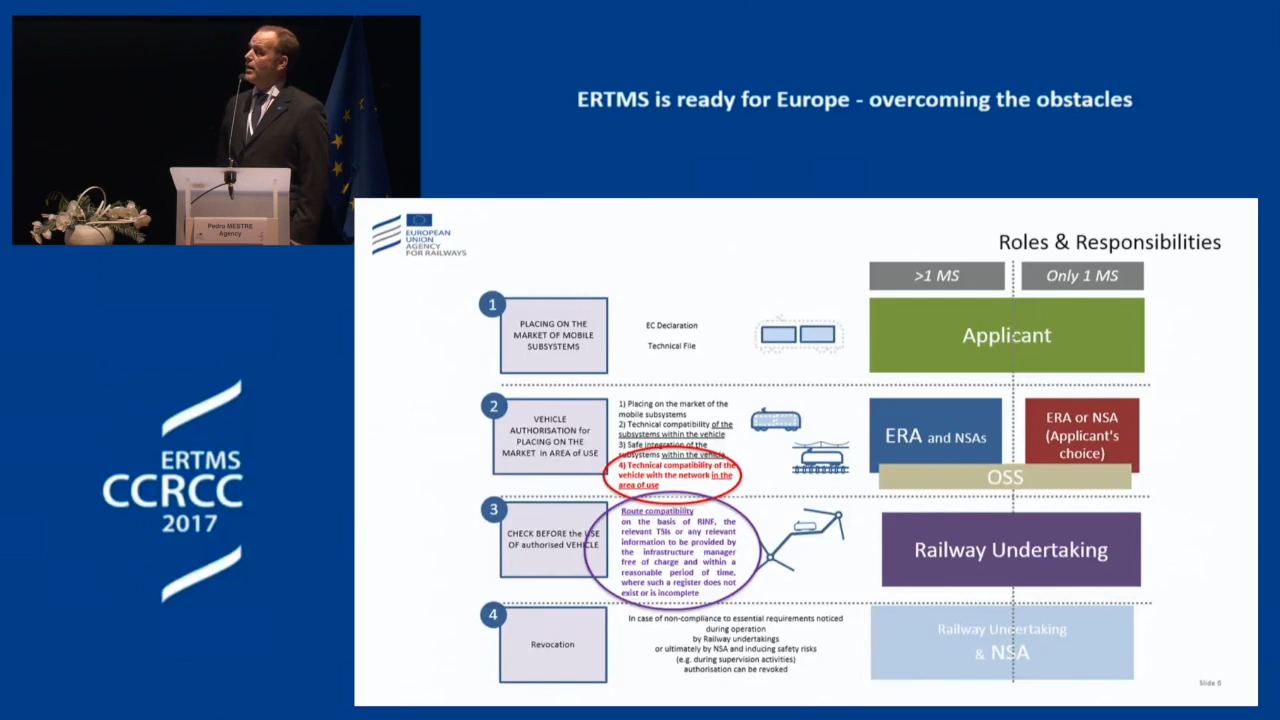 ERTMS is ready for Europe - overcoming the obstacles
Pedro MESTRE
Agency
ERTMS
CCRCC
2017
EUROPEAN
UNION
AGENCY
FOR RAILWAYS
Roles & Responsibilities
>1 MS
Only 1 MS
1
PLACING ON THE
MARKET OF MOBILE
SUBSYSTEMS
EC Declaration
Technical File
Applicant
2
VEHICLE
AUTHORISATION for
PLACING ON THE
MARKET in AREA of USE
1) Placing on the market of the
mobile subsystems
2) Technical compatibility of the
subsystems within the vehicle
3) Safe integration of the
subsystems within the vehicle
4) Technical compatibility of the
vehicle with the network in the
area of use
ERA and NSAs
ERA or NSA
(Applicant's
choice)
OSS
3
CHECK BEFORE the USE
OF authorised VEHICLE
Route compatibility
on the basis of RINF, the
relevant TSIs or any relevant
information to be provided by
the infrastructure manager
free of charge and within a
reasonable period of time,
where such a register does not
exist or is incomplete
Railway Undertaking
4
Revocation
In case of non-compliance to essential requirements noticed
during operation
by Railway undertakings
or ultimately by NSA and inducing safety risks
(e.g. during supervision activities)
authorisation can be revoked
Railway Undertaking
& NSA
Slide 6